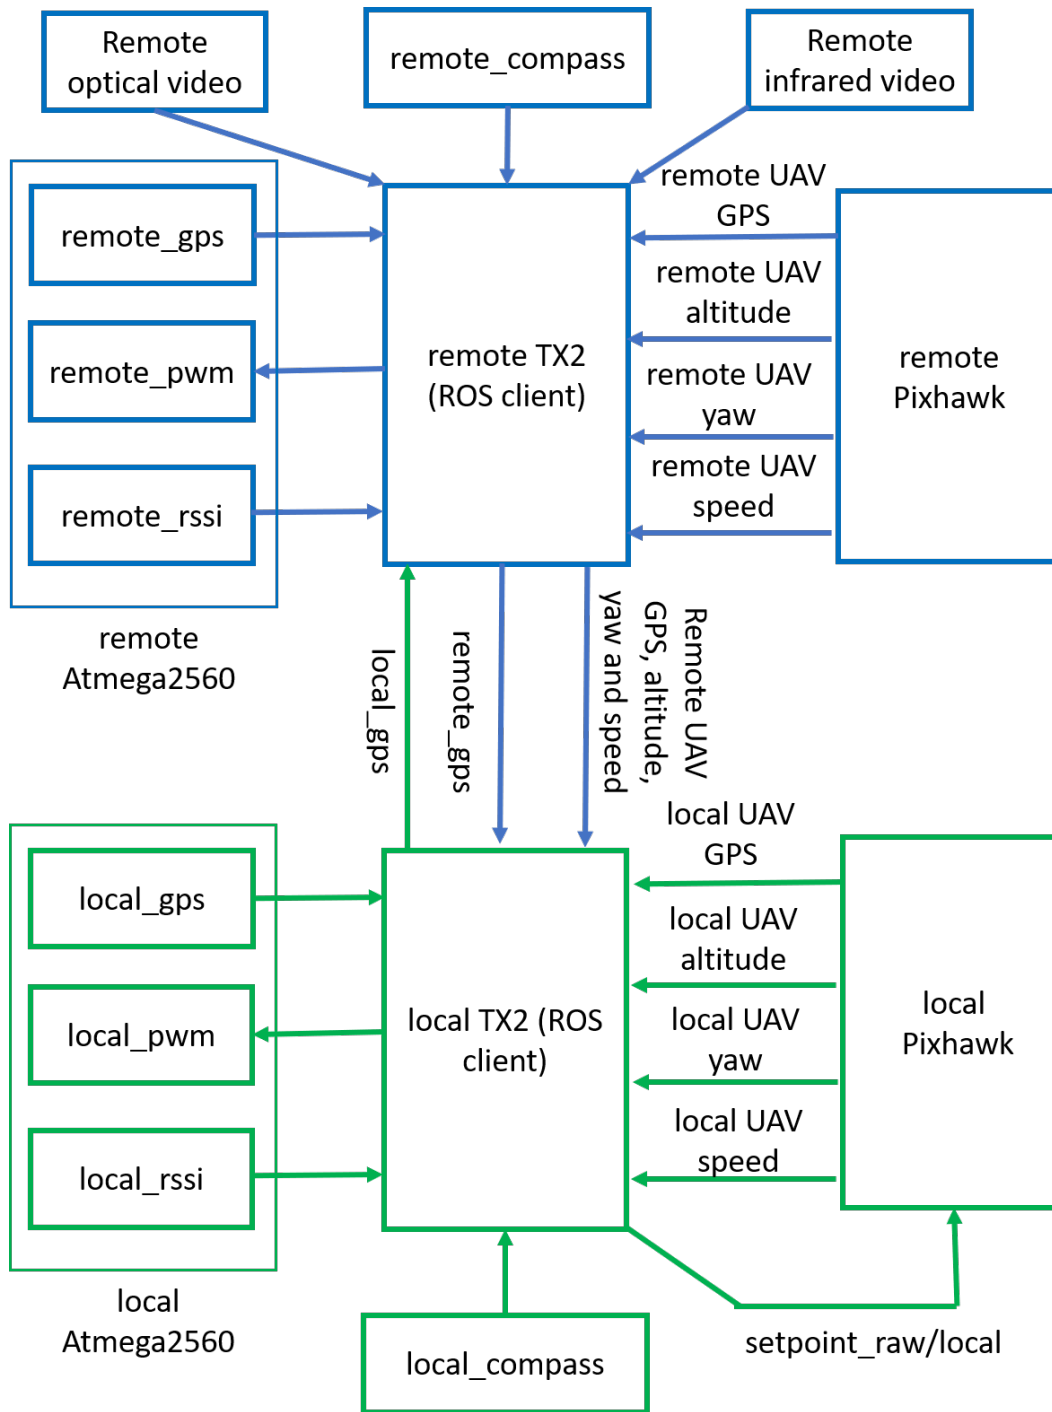 Remote
optical video
remote_compass
Remote
infrared video
remote_gps
remote_pwm
remote_rssi
remote
Atmega2560
remote TX2
(ROS client)
remote UAV
GPS
remote UAV
altitude
remote UAV
yaw
remote UAV
speed
remote
Pixhawk
local_gps
remote_gps
Remote UAV
GPS, altitude,
yaw and speed
local_gps
local_pwm
local_rssi
local
Atmega2560
local TX2 (ROS
client)
local UAV
GPS
local UAV
altitude
local UAV
yaw
local UAV
speed
local
Pixhawk
local_compass
setpoint_raw/local